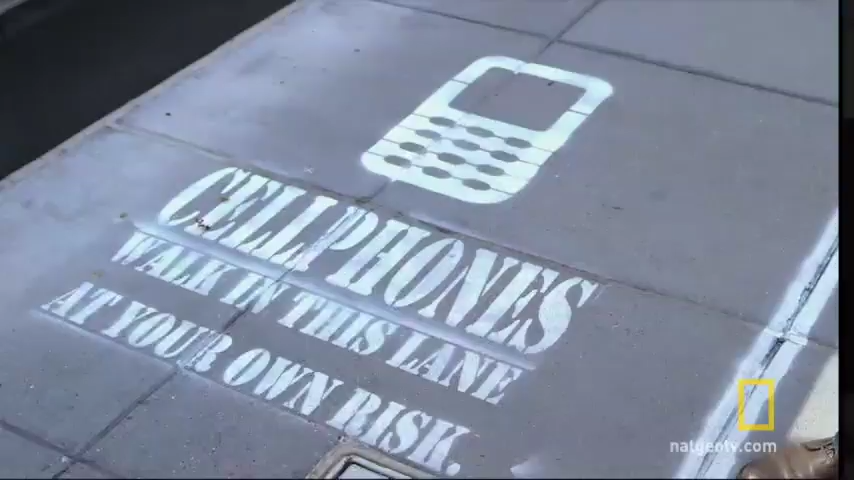 CELLPHONES
WALK IN THIS LANE
AT YOUR OWN RISK.
natgeotv.com